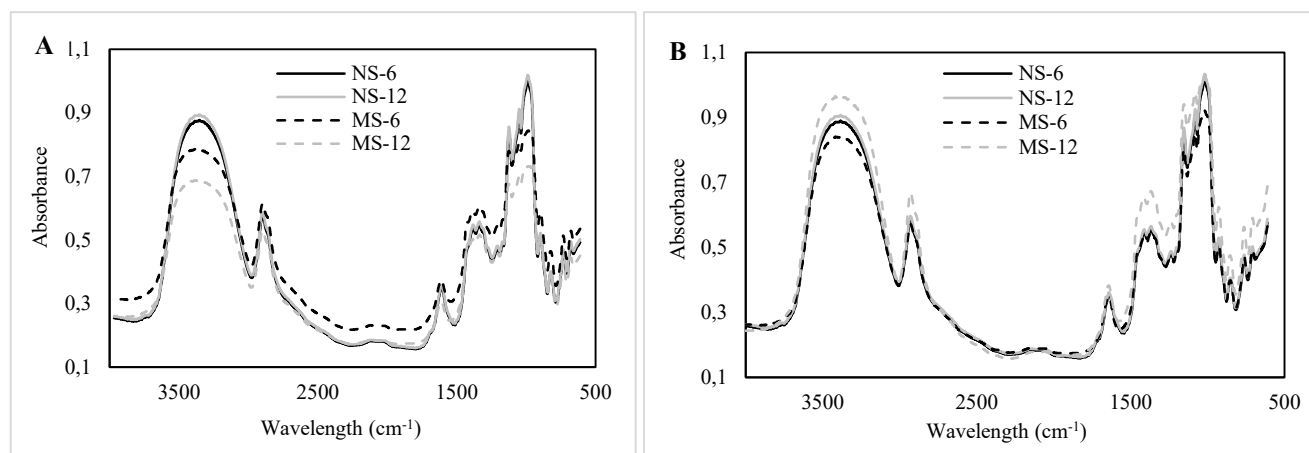 A
1,1
0,9
0,7
0,5
0,3
0,1
Absorbance
NS-6
NS-12
MS-6
MS-12
3500 2500 1500 500
Wavelength (cm-1)
B
1,1
0,9
0,7
0,5
0,3
0,1
Absorbance
NS-6
NS-12
MS-6
MS-12
3500 2500 1500 500
Wavelength (cm-1)